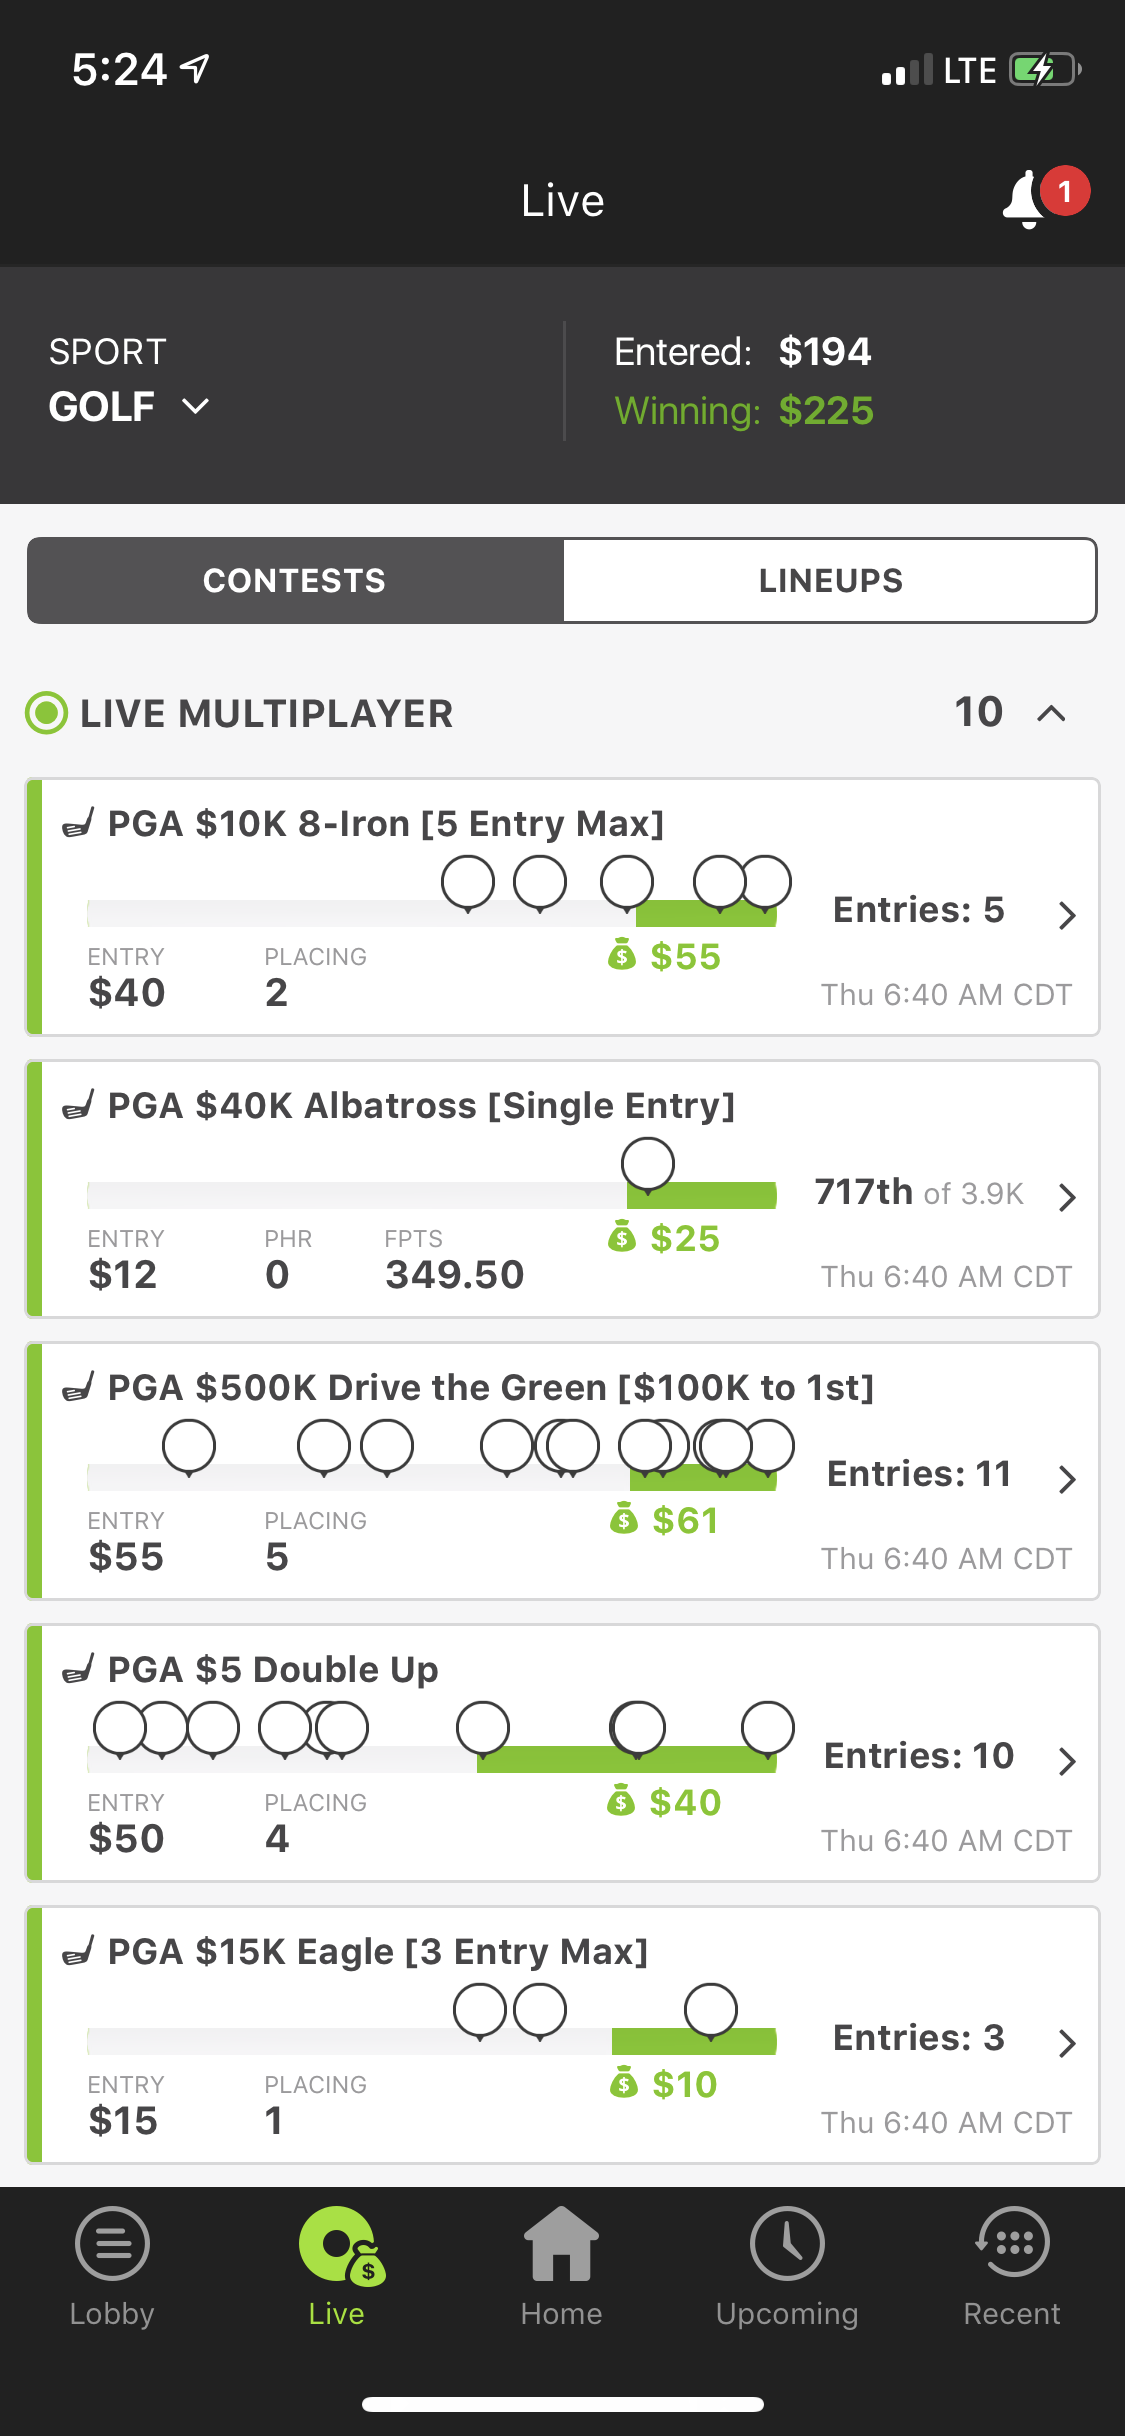 5:24
LTE
Live
1
SPORT
GOLF
Entered: $194
Winning: $225
CONTESTS
LINEUPS
LIVE MULTIPLAYER
10
PGA $10K 8-Iron [5 Entry Max]
Entries: 5
ENTRY
$40
PLACING
2
$ $55
Thu 6:40 AM CDT
PGA $40K Albatross [Single Entry]
717th of 3.9K
ENTRY
$12
PHR
0
FPTS
349.50
$ $25
Thu 6:40 AM CDT
PGA $500K Drive the Green [$100K to 1st]
Entries: 11
ENTRY
$55
PLACING
5
$ $61
Thu 6:40 AM CDT
PGA $5 Double Up
Entries: 10
ENTRY
$50
PLACING
4
$ $40
Thu 6:40 AM CDT
PGA $15K Eagle [3 Entry Max]
Entries: 3
ENTRY
$15
PLACING
1
$ $10
Thu 6:40 AM CDT
$
Lobby
Live
Home
Upcoming
Recent